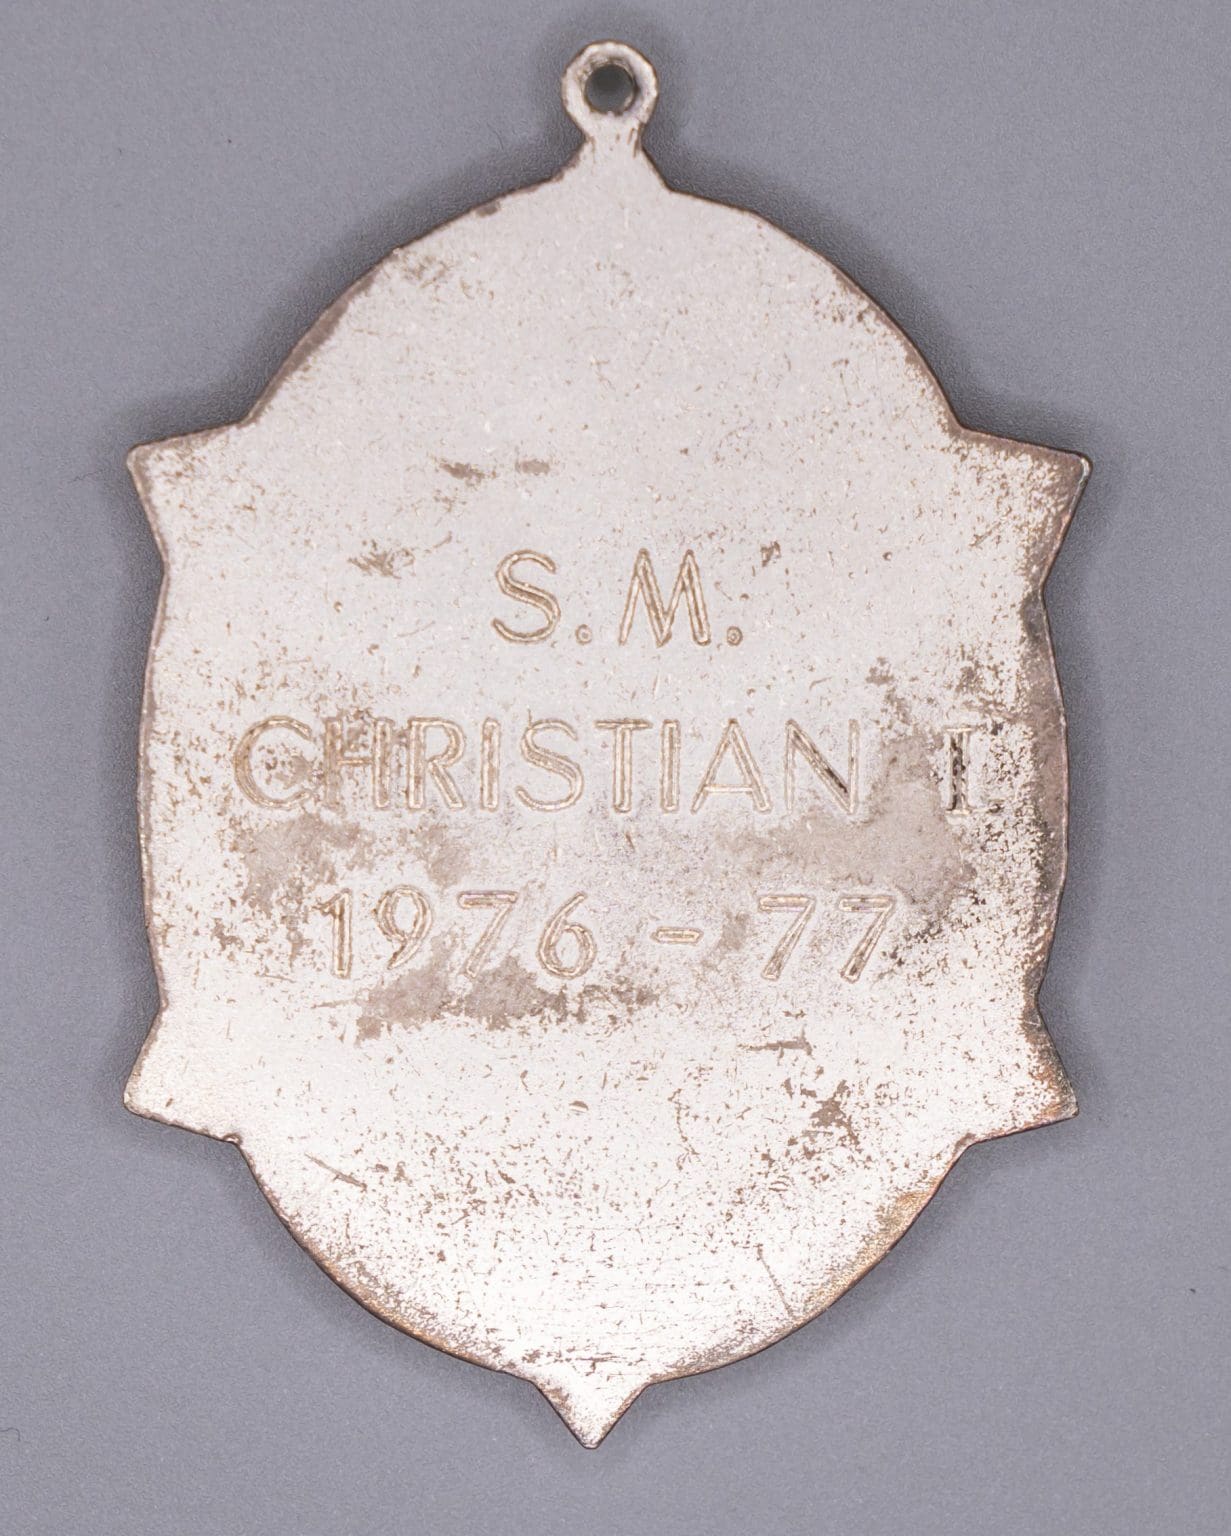 S.M.
CHRISTIAN I
1976 - 77